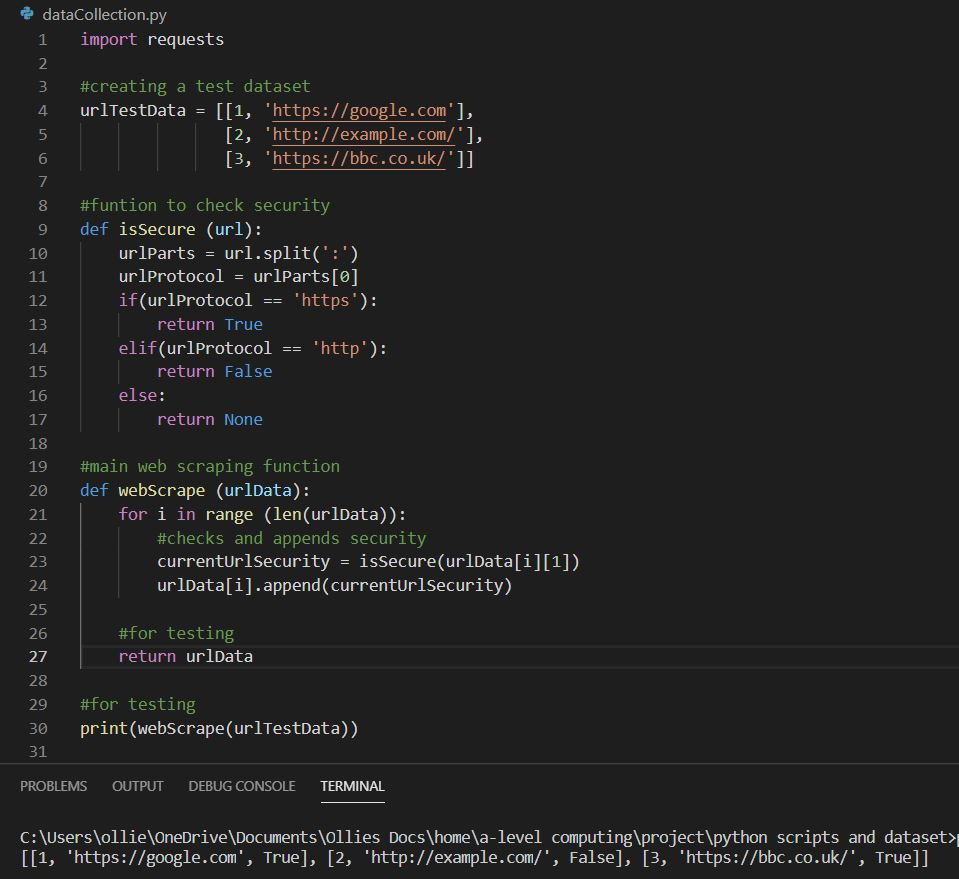 dataCollection.py
1 import requests
2
3 #creating a test dataset
4 urlTestData = [[1, 'https://google.com'],
5                [2, 'http://example.com/'],
6                [3, 'https://bbc.co.uk/']]
7
8 #funtion to check security
9 def isSecure (url):
10     urlParts = url.split(':')
11     urlProtocol = urlParts[0]
12     if(urlProtocol == 'https'):
13         return True
14     elif(urlProtocol == 'http'):
15         return False
16     else:
17         return None
18
19 #main web scraping function
20 def webScrape (urlData):
21     for i in range (len(urlData)):
22         #checks and appends security
23         currentUrlSecurity = isSecure(urlData[i][1])
24         urlData[i].append(currentUrlSecurity)
25
26     #for testing
27     return urlData
28
29 #for testing
30 print(webScrape(urlTestData))
31
PROBLEMS OUTPUT DEBUG CONSOLE TERMINAL
C:\Users\ollie\OneDrive\Documents\Ollies Docs\home\a-level computing\project\python scripts and dataset>
[[1, 'https://google.com', True], [2, 'http://example.com/', False], [3, 'https://bbc.co.uk/', True]]